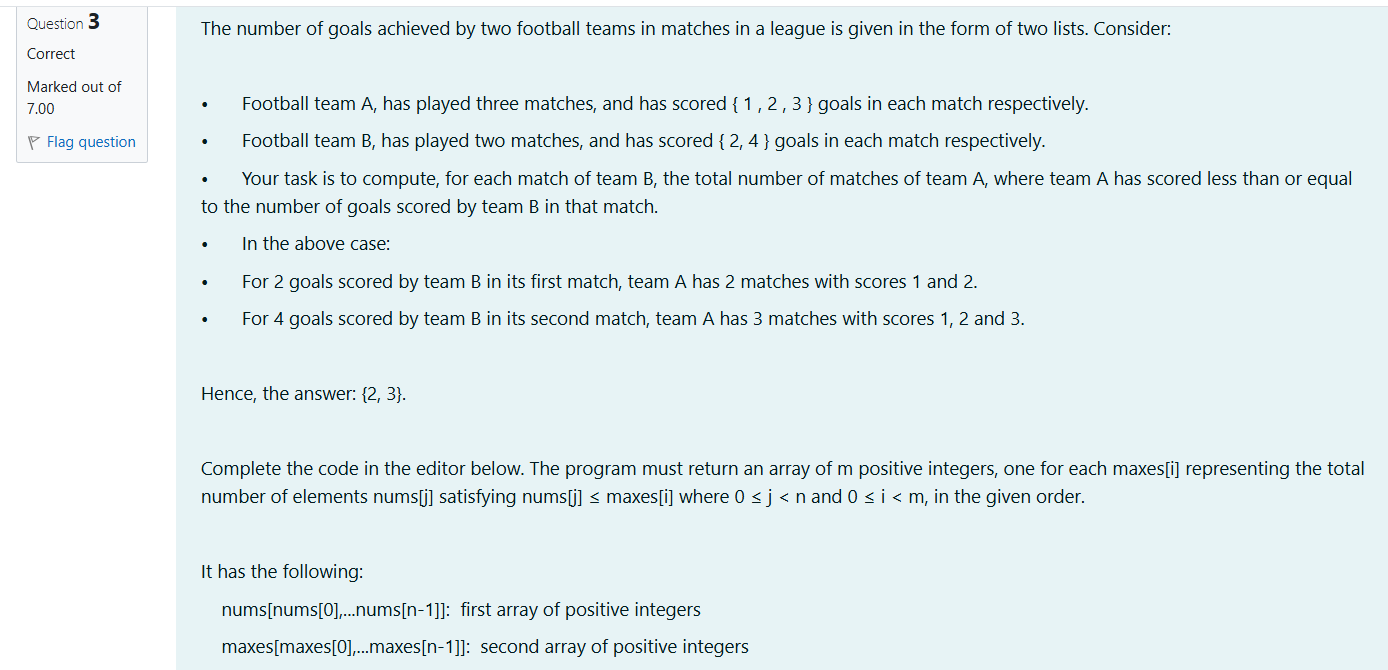 Question 3
Correct
Marked out of
7.00
Flag question
The number of goals achieved by two football teams in matches in a league is given in the form of two lists. Consider:
• Football team A, has played three matches, and has scored { 1 , 2 , 3 } goals in each match respectively.
• Football team B, has played two matches, and has scored { 2, 4 } goals in each match respectively.
• Your task is to compute, for each match of team B, the total number of matches of team A, where team A has scored less than or equal
to the number of goals scored by team B in that match.
• In the above case:
• For 2 goals scored by team B in its first match, team A has 2 matches with scores 1 and 2.
• For 4 goals scored by team B in its second match, team A has 3 matches with scores 1, 2 and 3.
Hence, the answer: {2, 3}.
Complete the code in the editor below. The program must return an array of m positive integers, one for each maxes[i] representing the total
number of elements nums[j] satisfying nums[j] ≤ maxes[i] where 0 ≤ j < n and 0 ≤ i < m, in the given order.
It has the following:
nums[nums[0],...nums[n-1]]: first array of positive integers
maxes[maxes[0],...maxes[n-1]]: second array of positive integers